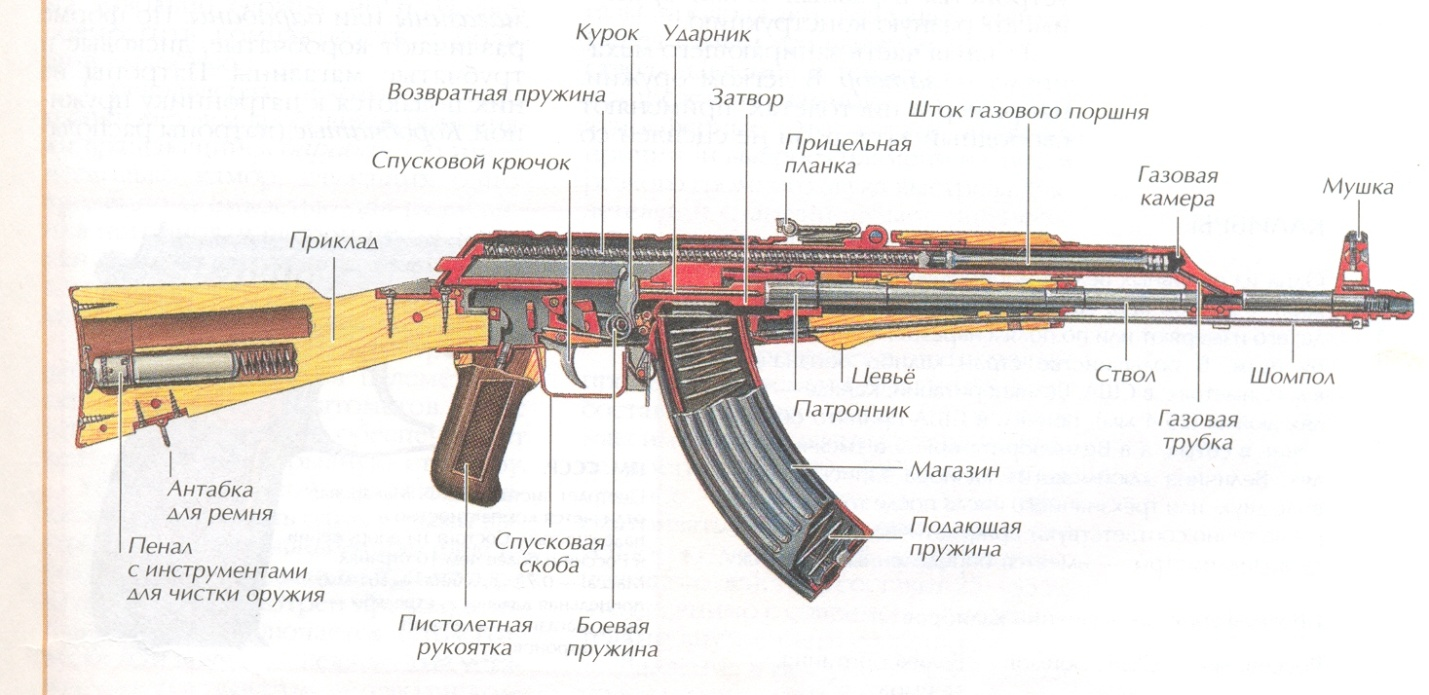 Курок
Ударник
Возвратная пружина
Затвор
Шток газового поршня
Спусковой крючок
Прицельная
планка
Газовая
камера
Мушка
Приклад
Цевьё
Ствол
Шомпол
Патронник
Газовая
трубка
Магазин
Антабка
для ремня
Подающая
пружина
Пенал
с инструментами
для чистки оружия
Спусковая
скоба
Пистолетная
рукоятка
Боевая
пружина